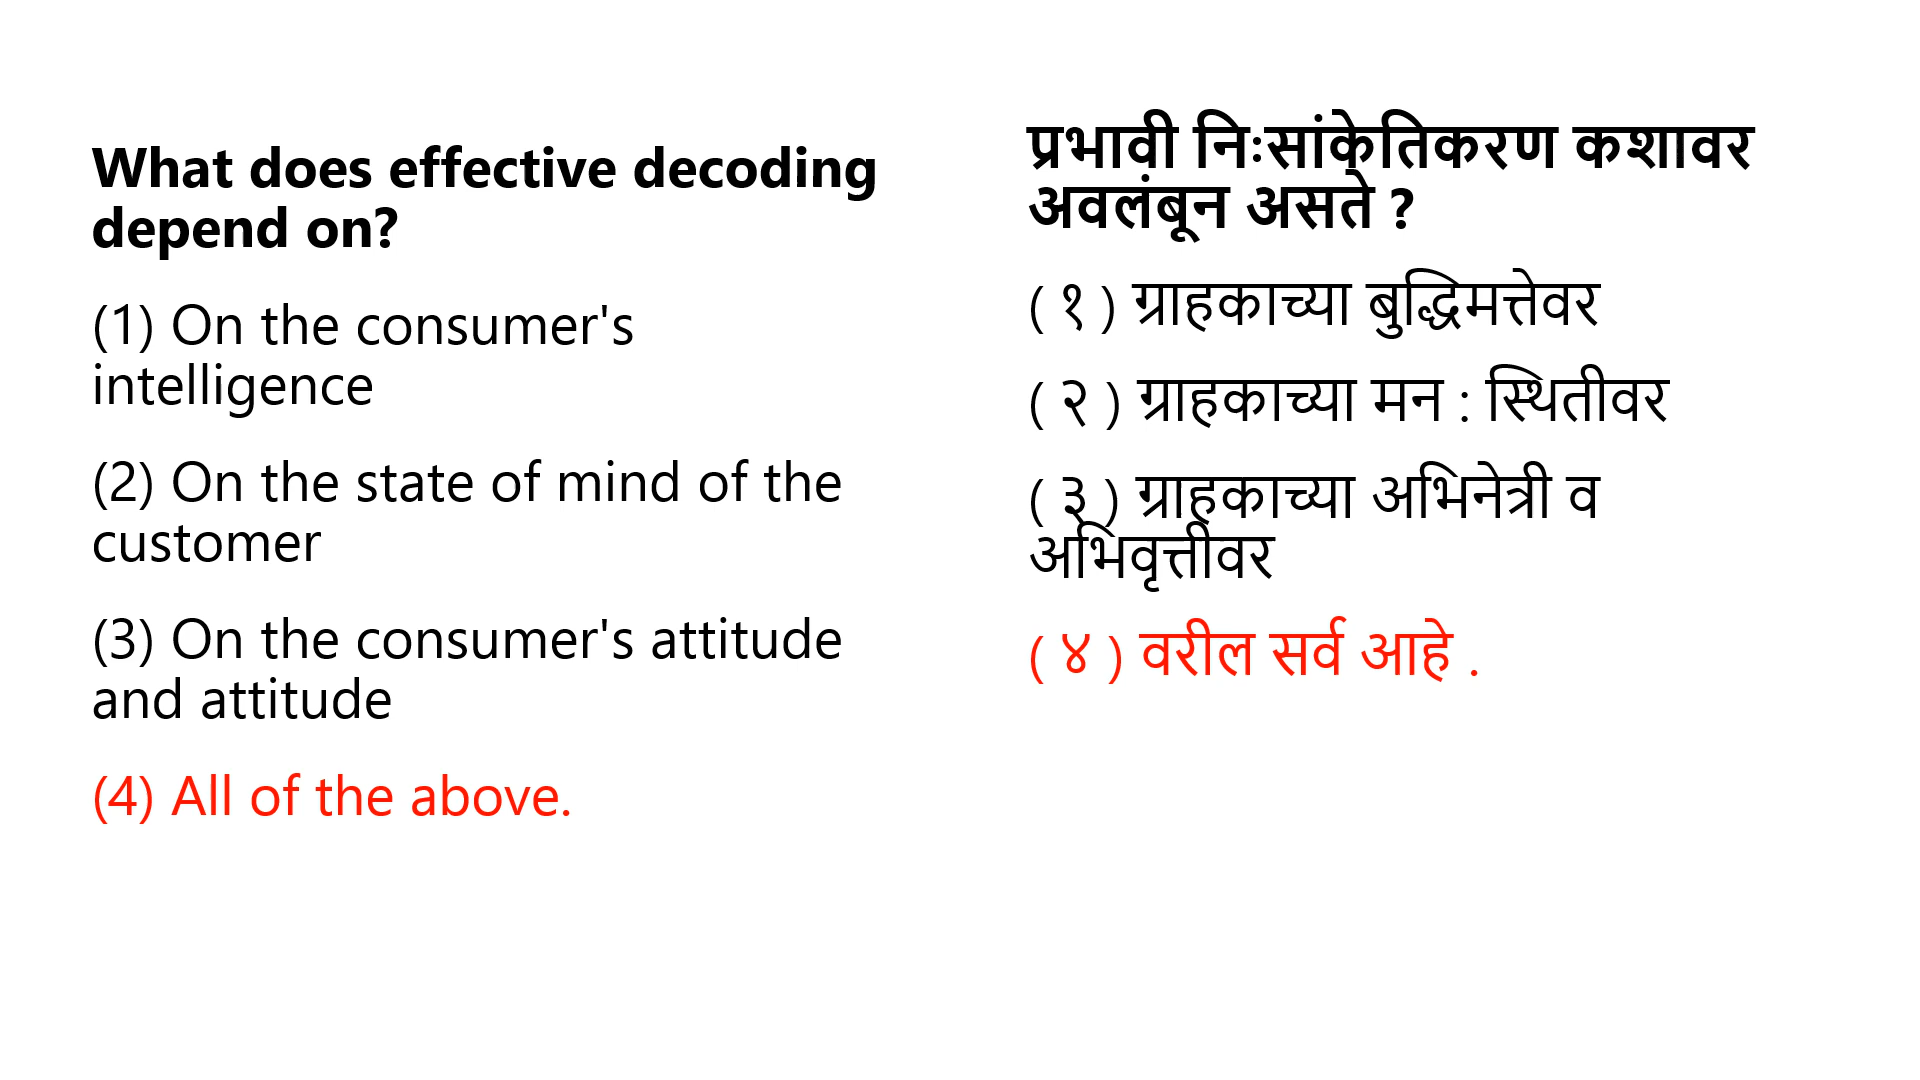 What does effective decoding
depend on?
(1) On the consumer's
intelligence
(2) On the state of mind of the
customer
(3) On the consumer's attitude
and attitude
(4) All of the above.
प्रभावी निःसांकेतिकरण कशावर
अवलंबून असते ?
( १ ) ग्राहकाच्या बुद्धिमत्तेवर
( २ ) ग्राहकाच्या मन : स्थितीवर
( ३ ) ग्राहकाच्या अभिनेत्री व
अभिवृत्तीवर
( ४ ) वरील सर्व आहे .